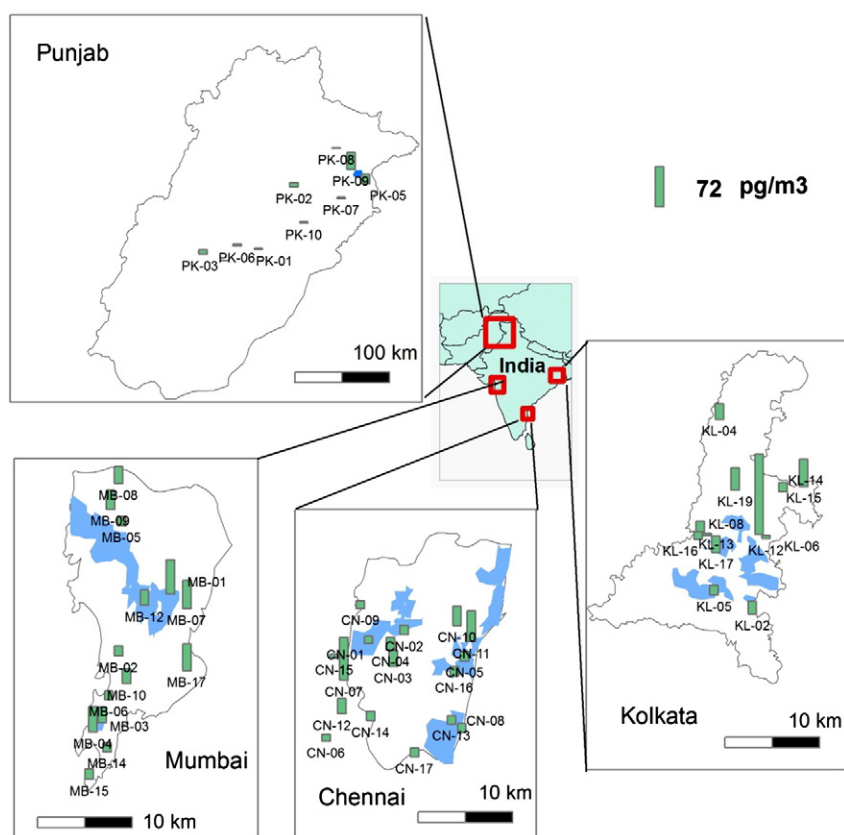 Punjab
PK-08
PK-09
PK-05
PK-02
PK-07
PK-10
PK-06
PK-01
PK-03
100 km
72 pg/m3
India
MB-08
MB-09
MB-05
MB-01
MB-12
MB-07
MB-02
MB-17
MB-10
MB-06
MB-03
MB-04
MB-14
MB-15
Mumbai
10 km
CN-09
CN-10
CN-01
CN-02
CN-11
CN-15
CN-04
CN-05
CN-03
CN-16
CN-07
CN-12
CN-14
CN-08
CN-06
CN-13
CN-17
Chennai
10 km
KL-04
KL-14
KL-19
KL-15
KL-08
KL-16
KL-13
KL-12
KL-06
KL-17
KL-05
KL-02
Kolkata
10 km